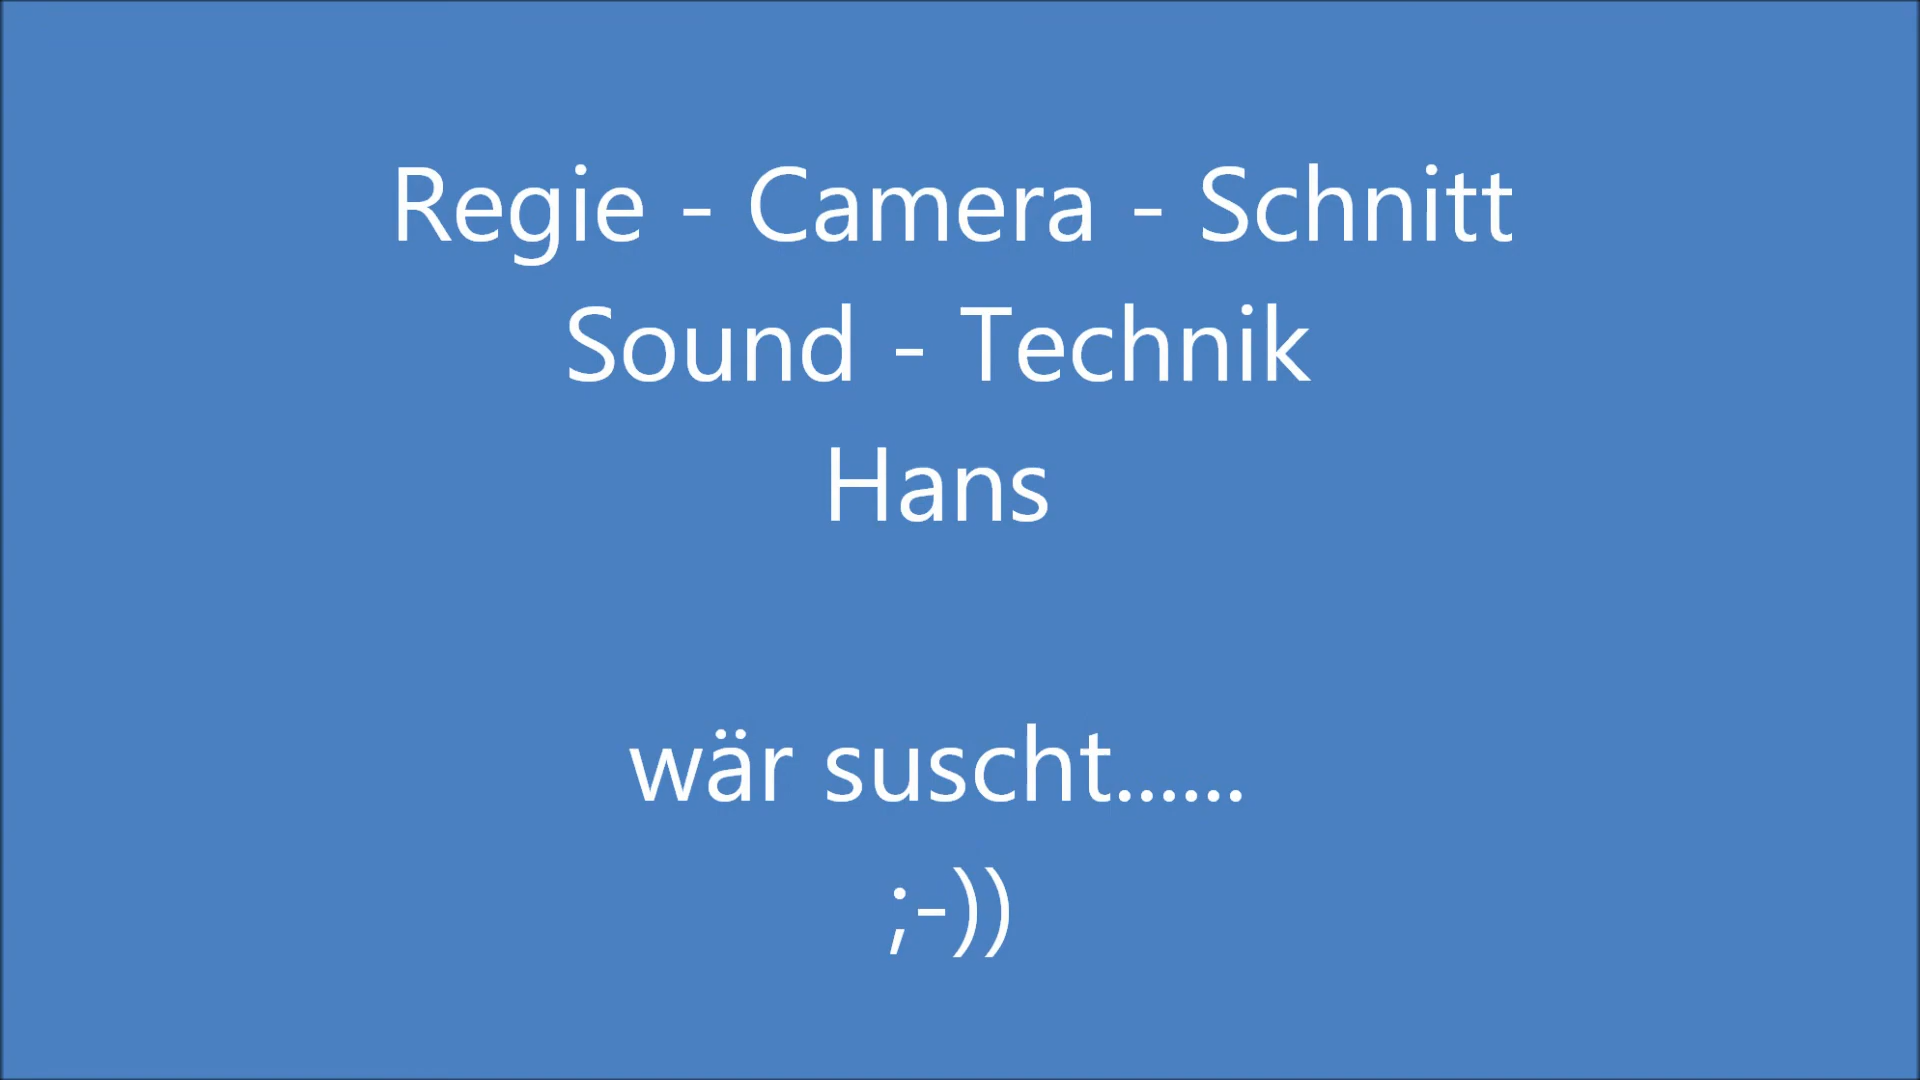 Regie - Camera - Schnitt
Sound - Technik
Hans
wär suscht......
;-))